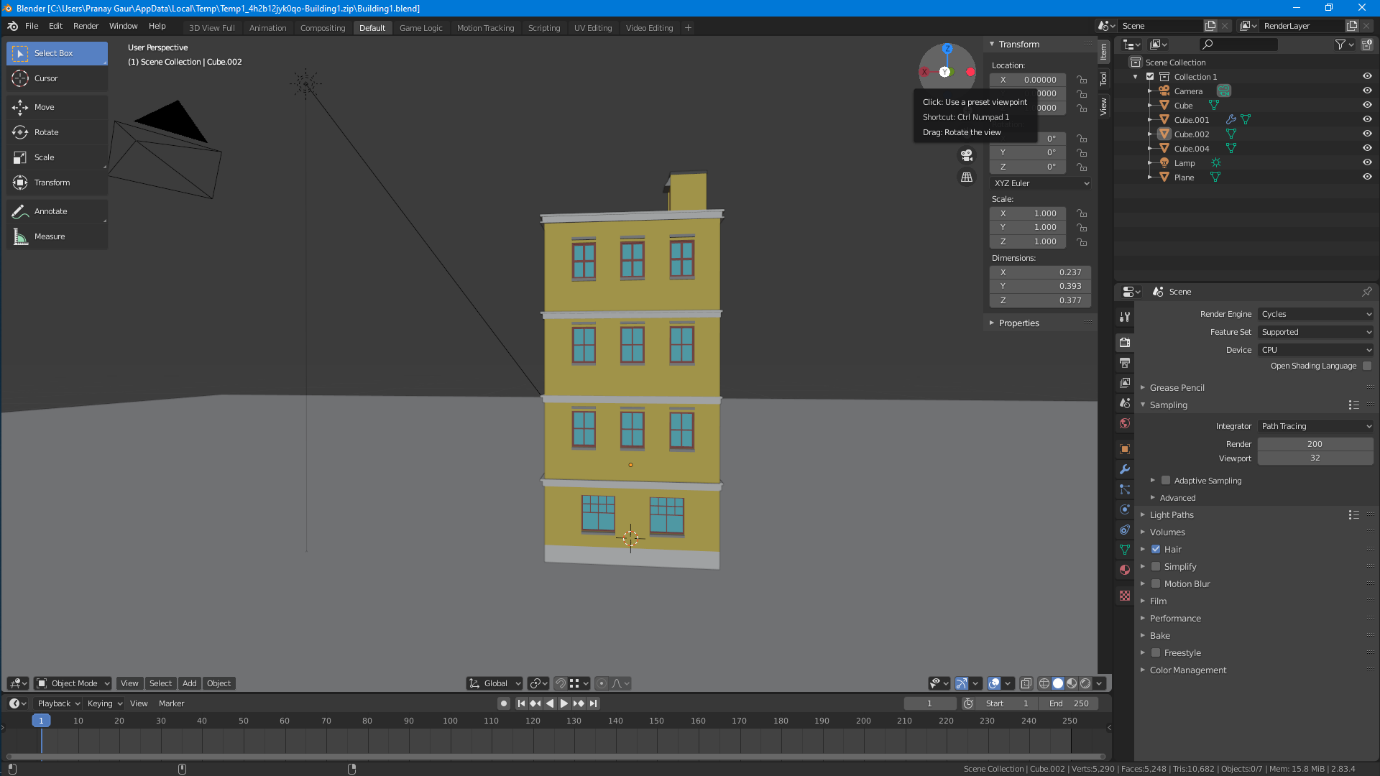 Blender [C:\Users\Pranay Gaur\AppData\Local\Temp\Temp1_4h2b12jyk0qo-Building1.zip\Building1.blend]
File Edit Render Window Help
3D View Full Animation Compositing Default Game Logic Motion Tracking Scripting UV Editing Video Editing +
Scene
RenderLayer
Select Box
Cursor
Move
Rotate
Scale
Transform
Annotate
Measure
User Perspective
(1) Scene Collection | Cube.002
Z
X
Y
Click: Use a preset viewpoint
Shortcut: Ctrl Numpad 1
Drag: Rotate the view
Transform
Location:
X 0.00000
0000
0000
0°
Y 0°
Z 0°
XYZ Euler
Scale:
X 1.000
Y 1.000
Z 1.000
Dimensions:
X 0.237
Y 0.393
Z 0.377
Properties
Item
Tool
View
Scene Collection
Collection 1
Camera
Cube
Cube.001
Cube.002
Cube.004
Lamp
Plane
Scene
Render Engine Cycles
Feature Set Supported
Device CPU
Open Shading Language
Grease Pencil
Sampling
Integrator Path Tracing
Render 200
Viewport 32
Adaptive Sampling
Advanced
Light Paths
Volumes
Hair
Simplify
Motion Blur
Film
Performance
Bake
Freestyle
Color Management
Object Mode View Select Add Object
Global
Playback Keying View Marker
1 Start 1 End 250
1 10 20 30 40 50 60 70 80 90 100 110 120 130 140 150 160 170 180 190 200 210 220 230 240 250
Scene Collection | Cube.002 | Verts:5,290 | Faces:5,248 | Tris:10,682 | Objects:0/7 | Mem: 15.8 MiB | 2.83.4